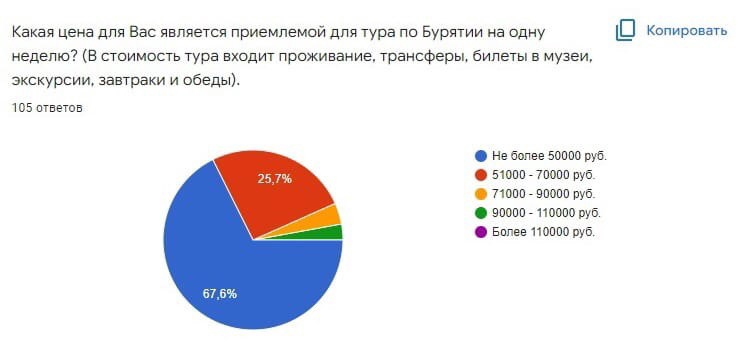 Какая цена для Вас является приемлемой для тура по Бурятии на одну
неделю? (В стоимость тура входит проживание, трансферы, билеты в музеи,
экскурсии, завтраки и обеды).
Копировать
105 ответов
25,7%
67,6%
Не более 50000 руб.
51000 - 70000 руб.
71000 - 90000 руб.
90000 - 110000 руб.
Более 110000 руб.